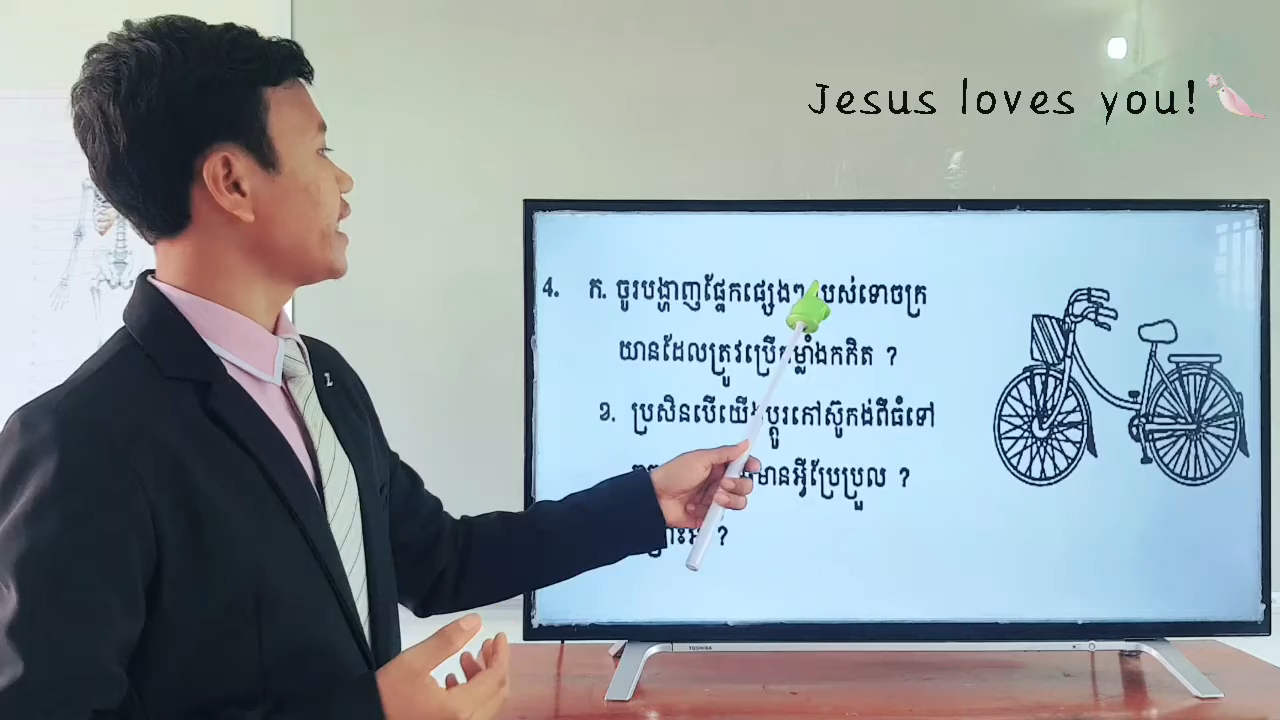 Jesus loves you!
4. ក. ចូរបង្ហាញផ្នែកផ្សេងៗ របស់ទោចក្រ
យានដែលត្រូវប្រើកម្លាំងកកិត ?
ខ. ប្រសិនបើយើងប្ដូរកៅស៊ូកង់ពីធំទៅ
មានអ្វីប្រែប្រួល ?
?
TOSHIBA